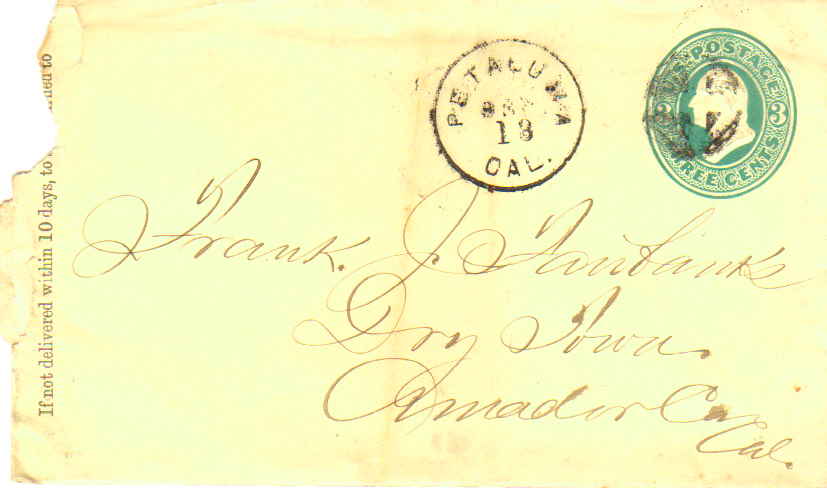 PETALUMA
18
CAL.
U.S. POSTAGE
3 3
THREE CENTS
Frank. J. Fairbanks
Dry Town.
Amador Co
Cal.
If not delivered within 10 days, to